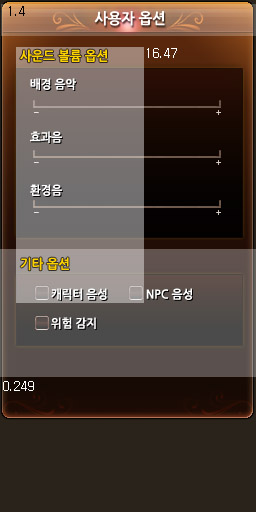 1.4
사용자 옵션
사운드 볼륨 옵션 16.47
배경 음악
- +
효과음
- +
환경음
- +
기타 옵션
캐릭터 음성 NPC 음성
위험 감지
0.249